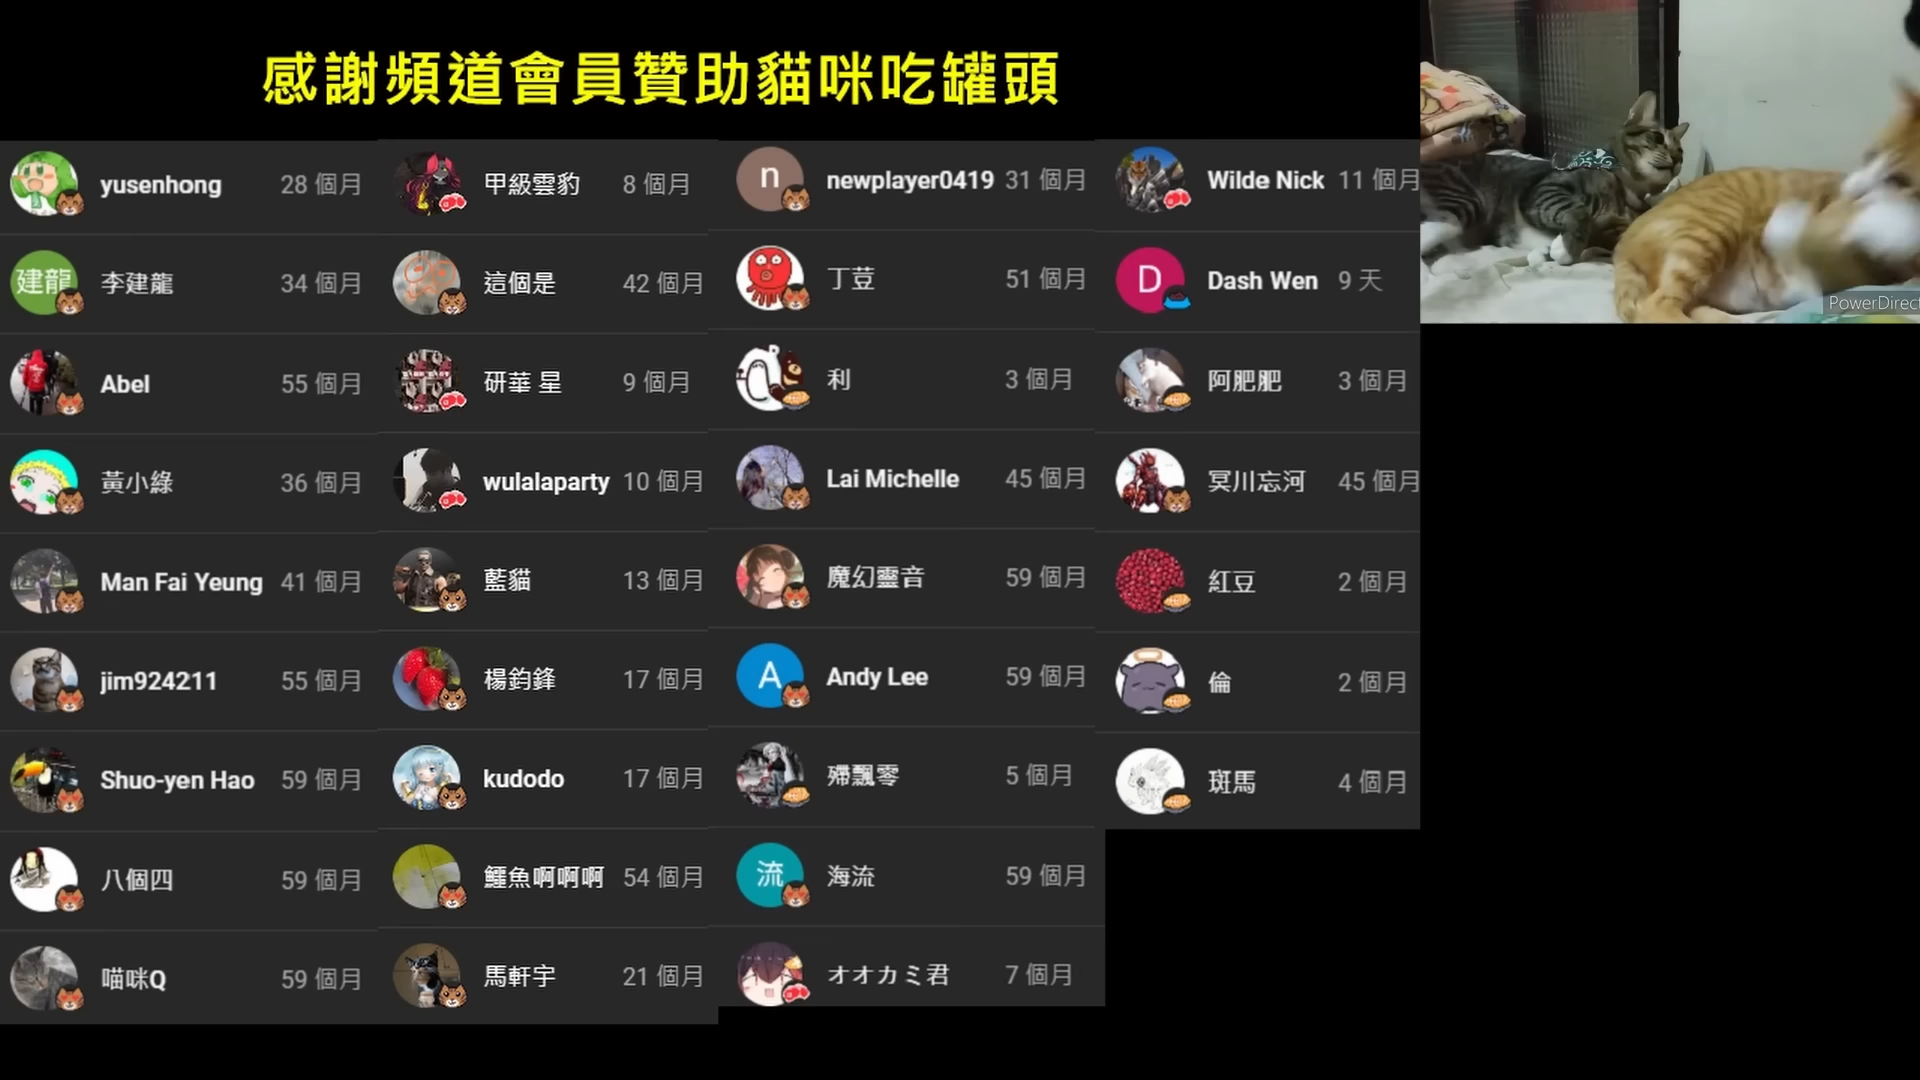 感謝頻道會員贊助貓咪吃罐頭
yusenhong 28 個月
建龍 李建龍 34 個月
Abel 55 個月
黃小綠 36 個月
Man Fai Yeung 41 個月
jim924211 55 個月
Shuo-yen Hao 59 個月
八個四 59 個月
喵咪Q 59 個月
甲級雲豹 8 個月
這個是 42 個月
研華 星 9 個月
wulalaparty 10 個月
藍貓 13 個月
楊鈞鋒 17 個月
kudodo 17 個月
鱷魚啊啊啊 54 個月
馬軒宇 21 個月
n newplayer0419 31 個月
丁荳 51 個月
利 3 個月
Lai Michelle 45 個月
魔幻靈音 59 個月
A Andy Lee 59 個月
飄零 5 個月
流 海流 59 個月
オオカミ君 7 個月
Wilde Nick 11 個月
D Dash Wen 9 天
阿肥肥 3 個月
冥川忘河 45 個月
紅豆 2 個月
倫 2 個月
斑馬 4 個月
PowerDirect